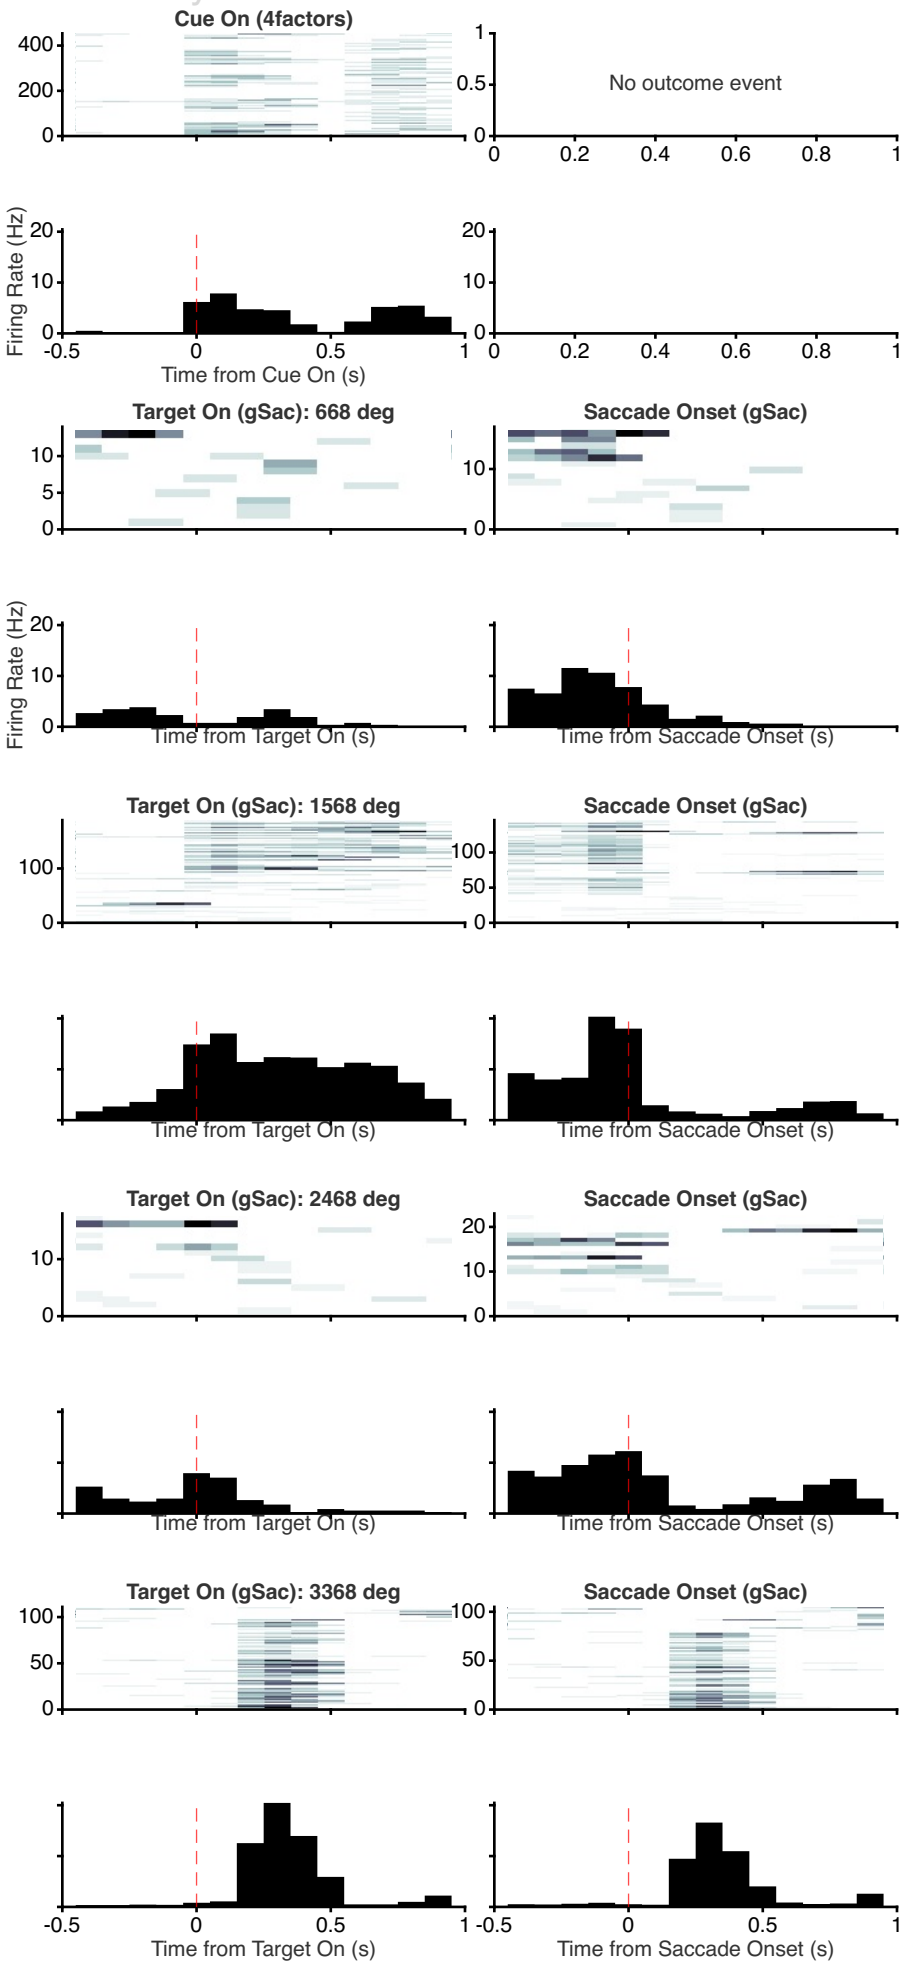 Cue On (4factors)
400
200
0
1
0.5
0
No outcome event
0 0.2 0.4 0.6 0.8 1
Firing Rate (Hz)
20
10
0
-0.5 0 0.5 1
Time from Cue On (s)
20
10
0
0 0.2 0.4 0.6 0.8 1
Target On (gSac): 668 deg
10
5
0
Saccade Onset (gSac)
10
0
Firing Rate (Hz)
20
10
0
Time from Target On (s)
Time from Saccade Onset (s)
Target On (gSac): 1568 deg
100
0
Saccade Onset (gSac)
100
50
0
Time from Target On (s)
Time from Saccade Onset (s)
Target On (gSac): 2468 deg
10
0
Saccade Onset (gSac)
20
10
0
Time from Target On (s)
Time from Saccade Onset (s)
Target On (gSac): 3368 deg
100
50
0
Saccade Onset (gSac)
100
50
0
-0.5 0 0.5 1
Time from Target On (s)
-0.5 0 0.5 1
Time from Saccade Onset (s)